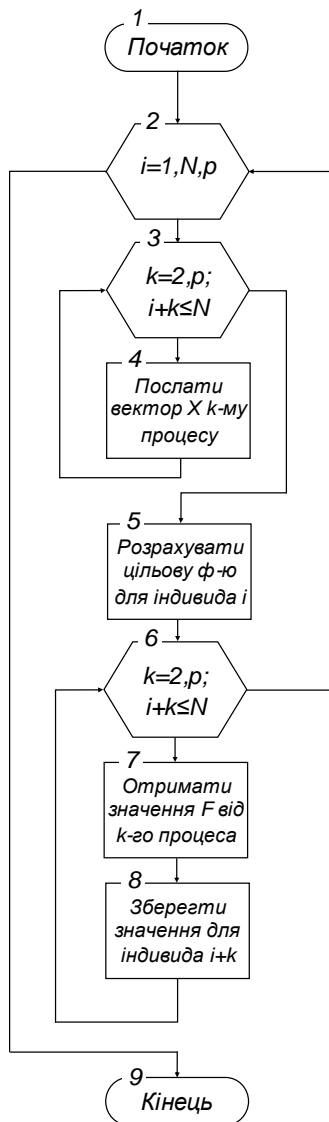 1
Початок
2
i=1,N,p
3
k=2,p;
i+k≤N
4
Послати
вектор X k-му
процесу
5
Розрахувати
цільову ф-ю
для індивида i
6
k=2,p;
i+k≤N
7
Отримати
значення F від
k-го процеса
8
Зберегти
значення для
індивида i+k
9
Кінець